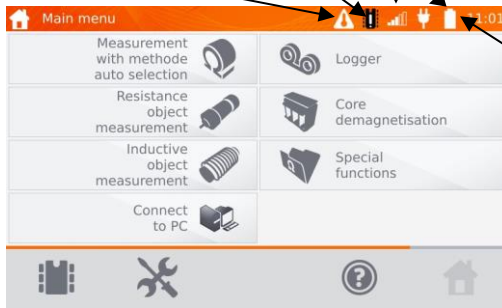 Main menu
11:01
Measurement
with methode
auto selection
Logger
Resistance
object
measurement
Core
demagnetisation
Inductive
object
measurement
Special
functions
Connect
to PC